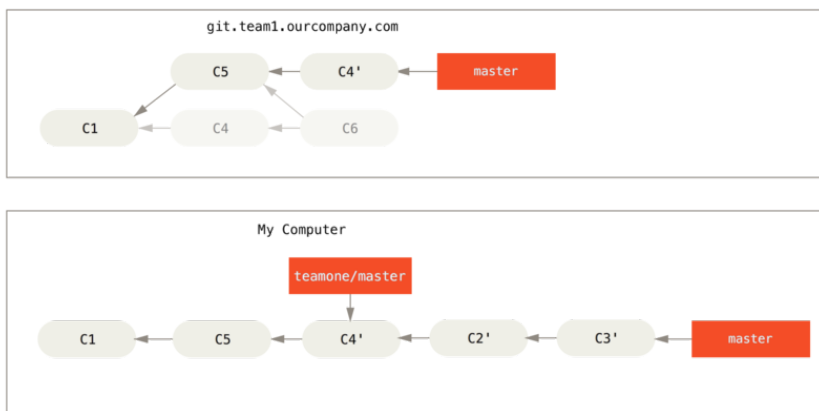 git.team1.ourcompany.com
C5 C4' master
C1 C4 C6
My Computer
teamone/master
C1 C5 C4' C2' C3' master